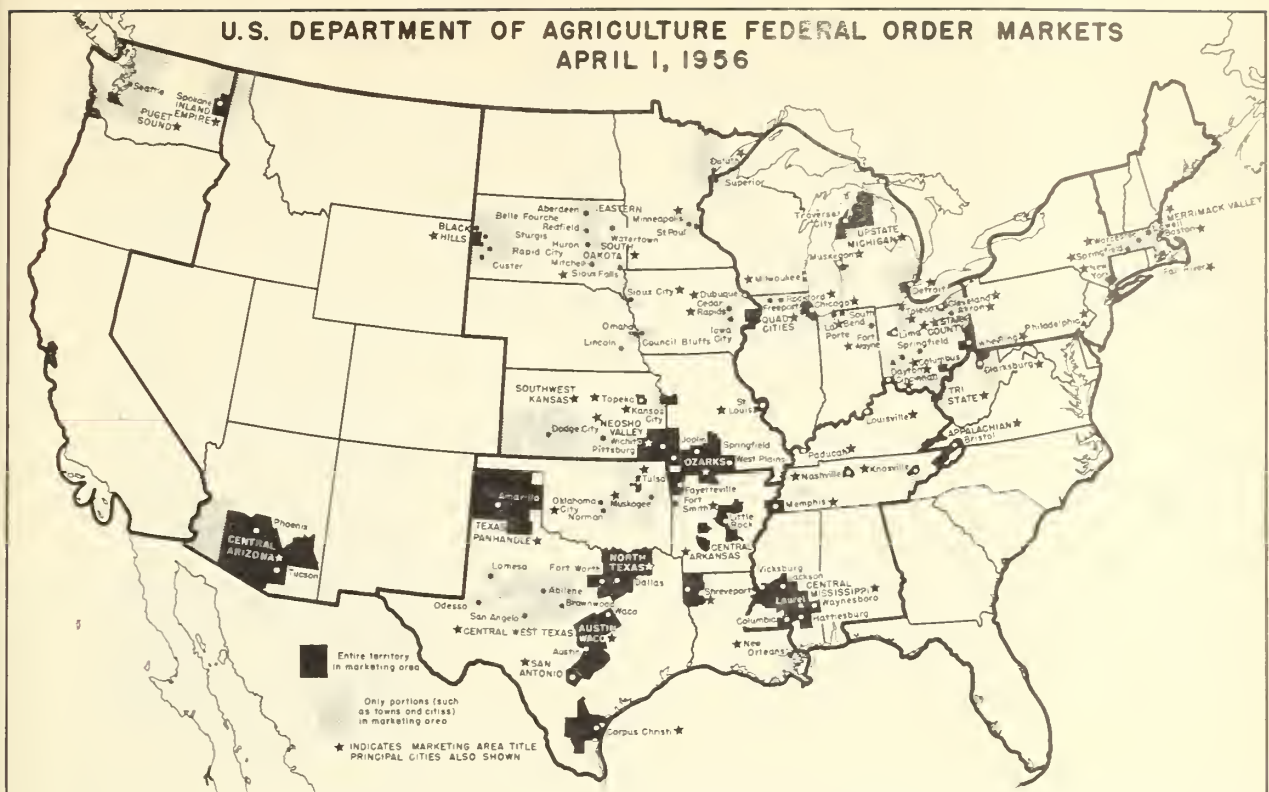 U.S. DEPARTMENT OF AGRICULTURE FEDERAL ORDER MARKETS
APRIL 1, 1956
Seattle
Spokane
INLAND
EMPIRE★
PUGET
SOUND★
BLACK
★HILLS
Aberdeen
Belle Fourche
Redfield
Sturgis
Huron
Rapid City
Mitchell
Custer
★Sioux Falls
EASTERN
Watertown
SOUTH
DAKOTA★
Minneapolis★
St Paul
Duluth★
Superior
Traverse
City
UPSTATE
MICHIGAN★
Muskegon★
★Milwaukee
Sioux City★
★Dubuque
Cedar
★Rapids
Iowa
City
Omaha
Council Bluffs
Lincoln
Rockford★
Freeport
Chicago★
QUAD
CITIES★
South
★Bend
La
Porte
Fort
★Wayne
Detroit★
Toledo★
Cleveland★
Akron★
STARK
COUNTY
Lima
Springfield
Columbus
Dayton★
Cincinnati
Wheeling★
Clarksburg★
TRI
STATE★
Philadelphia★
★New
York
MERRIMACK VALLEY
Lowell
★Worcester
Boston★
★Springfield
Fall River★
SOUTHWEST
KANSAS★
★Topeka
★Kansas
City
★NEOSHO
VALLEY
Dodge City
Wichita★
Pittsburg
St
★Louis
Joplin
Springfield
OZARKS★
West Plains
Louisville★
Paducah★
APPALACHIAN★
Bristol
★Nashville
★Knoxville
Memphis★
Fayetteville
Fort
Smith★
Little
Rock
CENTRAL
★ARKANSAS
Tulsa
Muskogee
Oklahoma
★City
Norman
Amarillo
TEXAS
PANHANDLE★
Phoenix
CENTRAL
ARIZONA★
Tucson
NORTH
TEXAS★
Fort Worth
Dallas
Lamesa
Abilene
Brownwood
Odessa
San Angelo
★CENTRAL WEST TEXAS
Waco
AUSTIN
WACO★
Austin
★SAN
ANTONIO
Corpus Christi★
Shreveport★
Vicksburg
Jackson
CENTRAL
MISSISSIPPI★
Laurel
Waynesboro
Columbia
Hattiesburg
★New
Orleans
Entire territory
in marketing area
Only portions (such
as towns and cities)
in marketing area
★ INDICATES MARKETING AREA TITLE
PRINCIPAL CITIES ALSO SHOWN